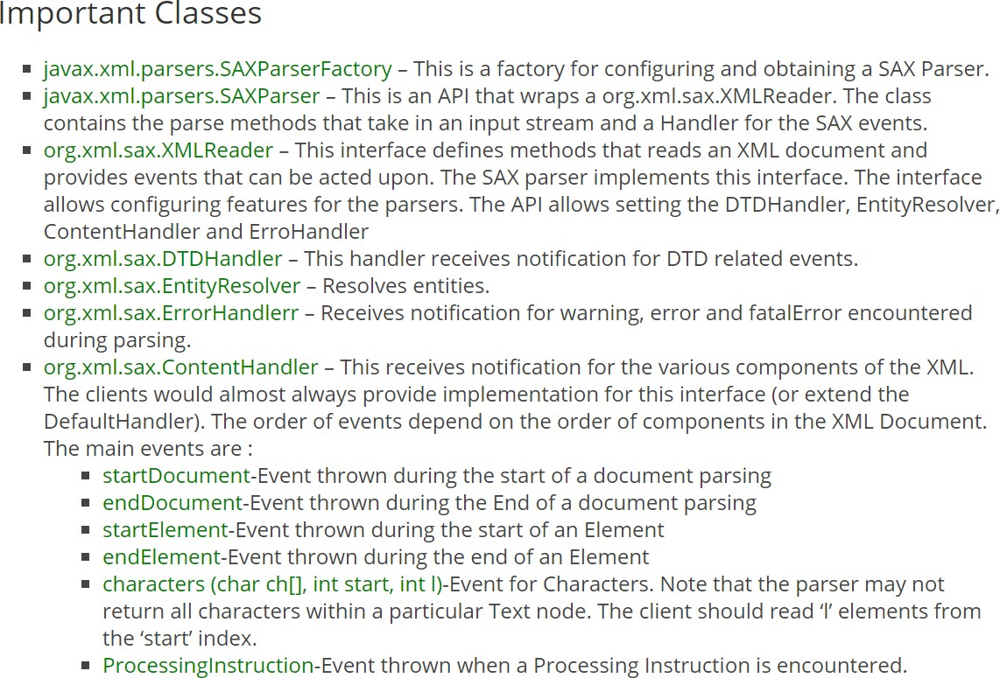 Important Classes
javax.xml.parsers.SAXParserFactory – This is a factory for configuring and obtaining a SAX Parser.
javax.xml.parsers.SAXParser – This is an API that wraps a org.xml.sax.XMLReader. The class
contains the parse methods that take in an input stream and a Handler for the SAX events.
org.xml.sax.XMLReader – This interface defines methods that reads an XML document and
provides events that can be acted upon. The SAX parser implements this interface. The interface
allows configuring features for the parsers. The API allows setting the DTDHandler, EntityResolver,
ContentHandler and ErroHandler
org.xml.sax.DTDHandler – This handler receives notification for DTD related events.
org.xml.sax.EntityResolver – Resolves entities.
org.xml.sax.ErrorHandlerr – Receives notification for warning, error and fatalError encountered
during parsing.
org.xml.sax.ContentHandler – This receives notification for the various components of the XML.
The clients would almost always provide implementation for this interface (or extend the
DefaultHandler). The order of events depend on the order of components in the XML Document.
The main events are :
startDocument-Event thrown during the start of a document parsing
endDocument-Event thrown during the End of a document parsing
startElement-Event thrown during the start of an Element
endElement-Event thrown during the end of an Element
characters (char ch[], int start, int l)-Event for Characters. Note that the parser may not
return all characters within a particular Text node. The client should read ‘l’ elements from
the ‘start’ index.
ProcessingInstruction-Event thrown when a Processing Instruction is encountered.